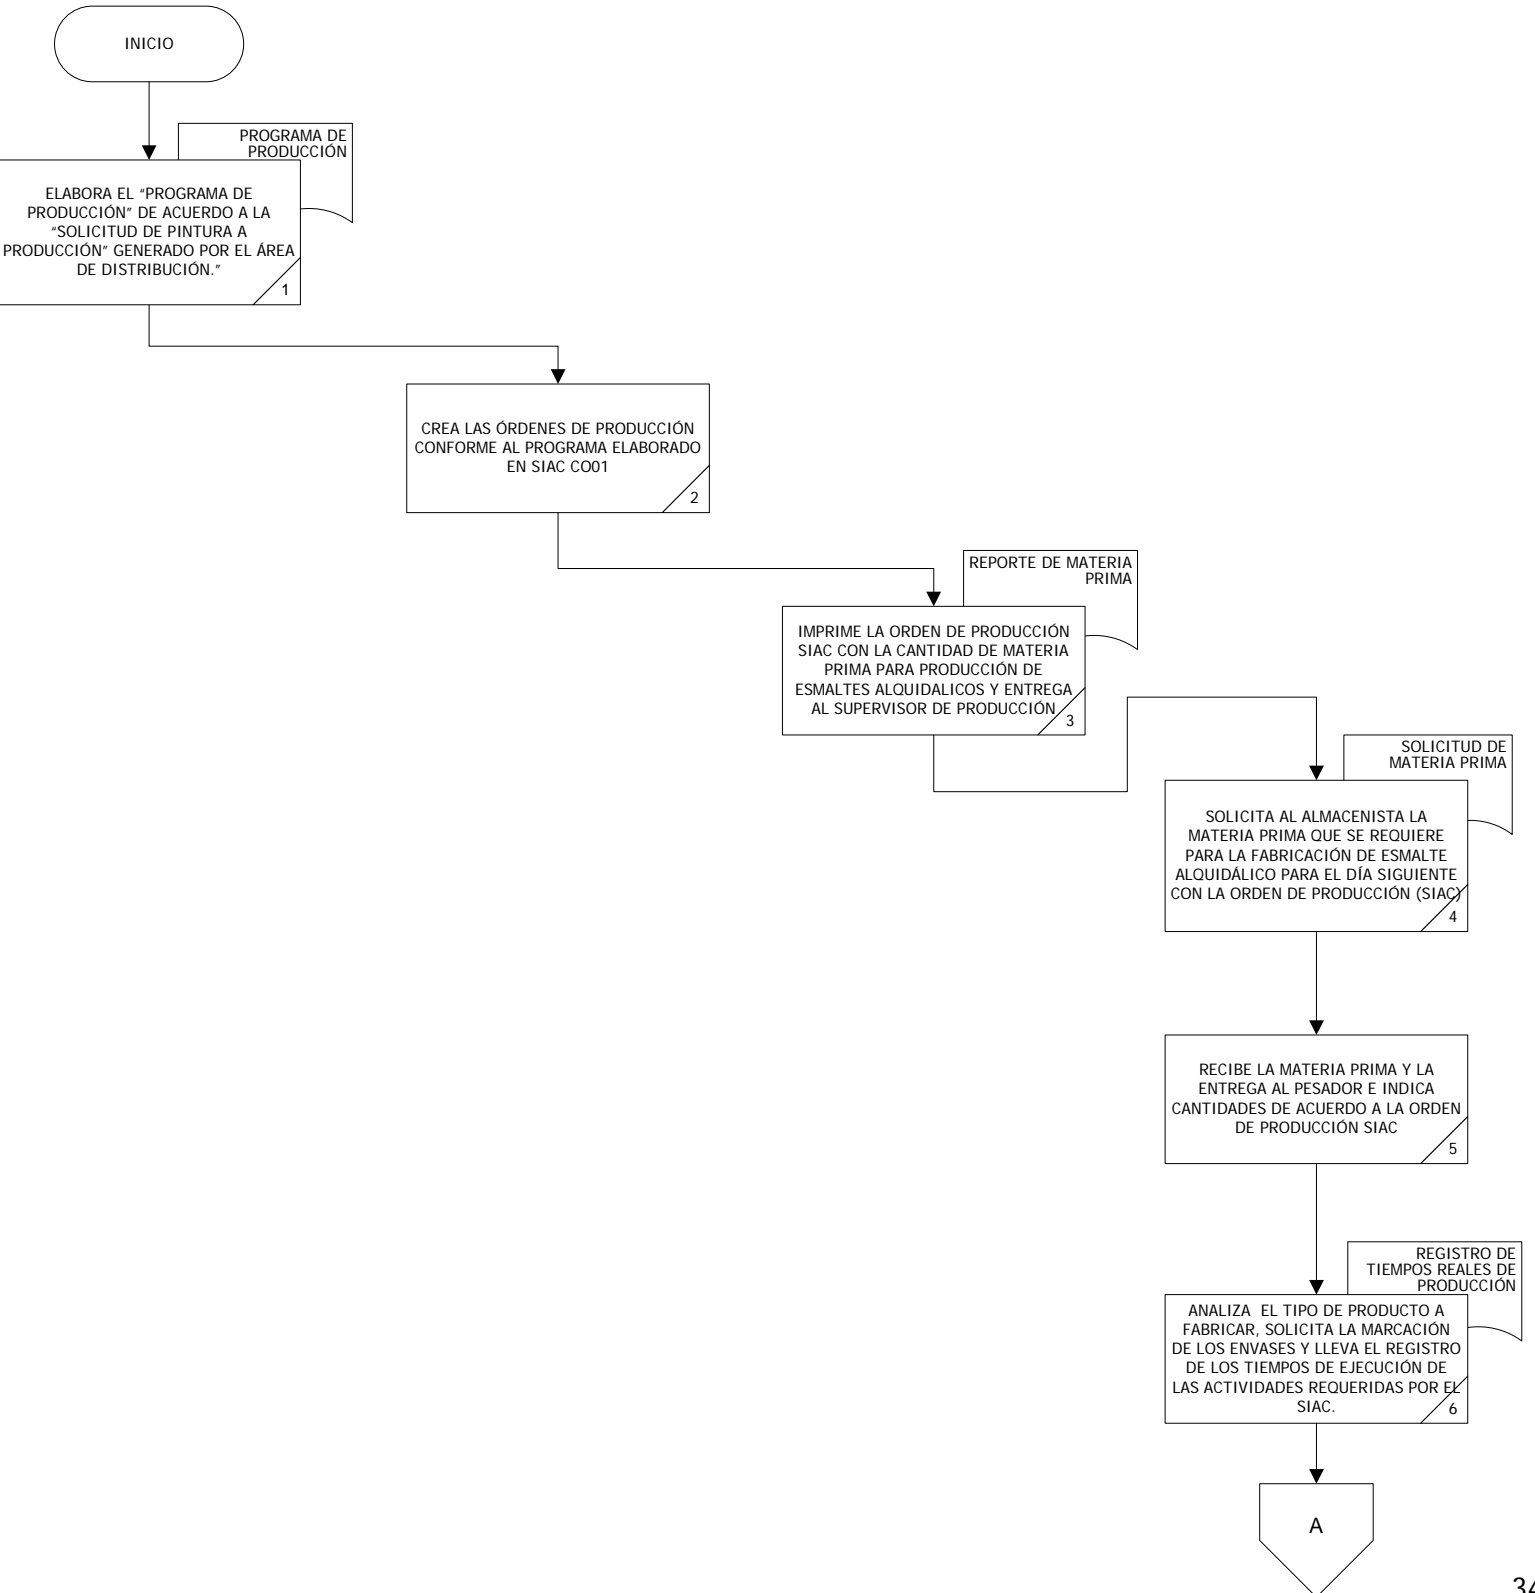 INICIO
PROGRAMA DE
PRODUCCIÓN
ELABORA EL “PROGRAMA DE
PRODUCCIÓN” DE ACUERDO A LA
“SOLICITUD DE PINTURA A
PRODUCCIÓN” GENERADO POR EL ÁREA
DE DISTRIBUCIÓN.”
1
CREA LAS ÓRDENES DE PRODUCCIÓN
CONFORME AL PROGRAMA ELABORADO
EN SIAC CO01
2
REPORTE DE MATERIA
PRIMA
IMPRIME LA ORDEN DE PRODUCCIÓN
SIAC CON LA CANTIDAD DE MATERIA
PRIMA PARA PRODUCCIÓN DE
ESMALTES ALQUIDALICOS Y ENTREGA
AL SUPERVISOR DE PRODUCCIÓN
3
SOLICITUD DE
MATERIA PRIMA
SOLICITA AL ALMACENISTA LA
MATERIA PRIMA QUE SE REQUIERE
PARA LA FABRICACIÓN DE ESMALTE
ALQUIDÁLICO PARA EL DÍA SIGUIENTE
CON LA ORDEN DE PRODUCCIÓN (SIAC)
4
RECIBE LA MATERIA PRIMA Y LA
ENTREGA AL PESADOR E INDICA
CANTIDADES DE ACUERDO A LA ORDEN
DE PRODUCCIÓN SIAC
5
REGISTRO DE
TIEMPOS REALES DE
PRODUCCIÓN
ANALIZA  EL TIPO DE PRODUCTO A
FABRICAR, SOLICITA LA MARCACIÓN
DE LOS ENVASES Y LLEVA EL REGISTRO
DE LOS TIEMPOS DE EJECUCIÓN DE
LAS ACTIVIDADES REQUERIDAS POR EL
SIAC.
6
A